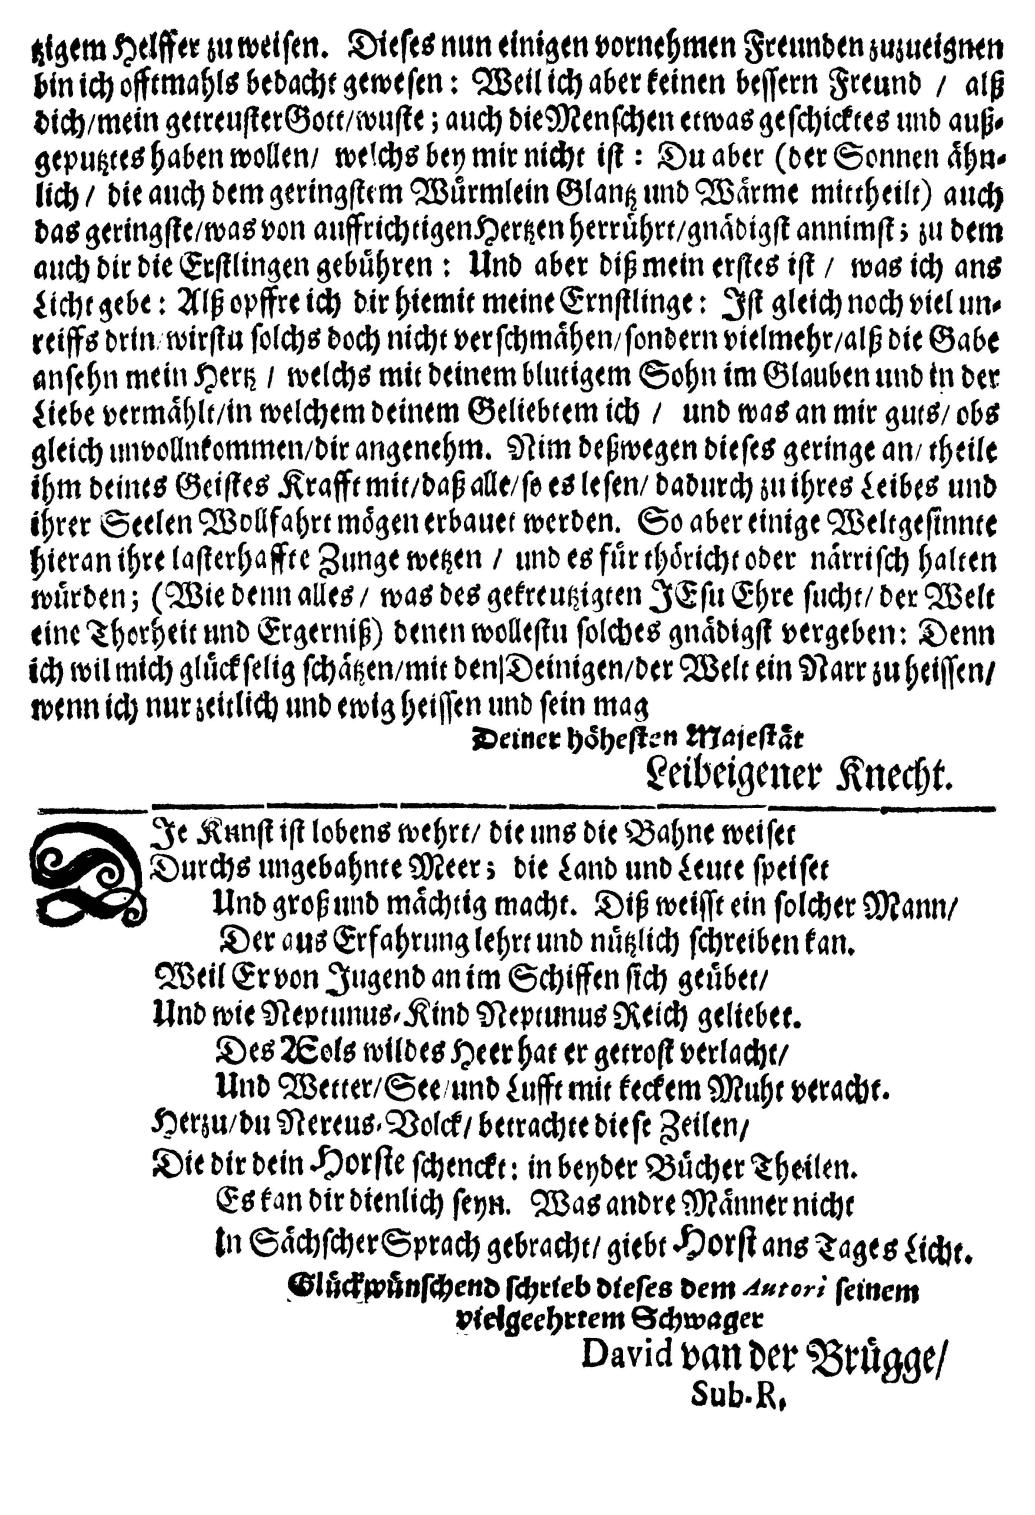 tzigem Helffer zu weisen. Dieses nun einigen vornehmen Freunden zuzueignen
bin ich offtmahls bedacht gewesen: Weil ich aber keinen bessern Freund / alß
dich/mein getreuster Gott/wuste; auch die Menschen etwas geschicktes und auß-
geputztes haben wollen/ welchs bey mir nicht ist: Du aber (der Sonnen ähn-
lich/ die auch dem geringstem Würmlein Glantz und Wärme mittheilt) auch
das geringste/was von auffrichtigen Hertzen herrührt/gnädigst annimst; zu dem
auch dir die Erstlingen gebühren: Und aber diß mein erstes ist / was ich ans
Licht gebe: Alß opffre ich dir hiemit meine Ernstlinge: Ist gleich noch viel un-
reiffs drin/wirstu solchs doch nicht verschmähen/sondern vielmehr/alß die Gabe
ansehn mein Hertz / welchs mit deinem blutigem Sohn im Glauben und in der
Liebe vermählt/in welchem deinem Geliebtem ich / und was an mir guts/ obs
gleich unvollnkommen/dir angenehm. Nim deßwegen dieses geringe an/ theile
ihm deines Geistes Krafft mit/daß alle/so es lesen/ dadurch zu ihres Leibes und
ihrer Seelen Wollfahrt mögen erbauet werden. So aber einige Weltgesinnte
hieran ihre lasterhaffte Zunge wetzen / und es für thöricht oder närrisch halten
würden; (Wie denn alles/ was des gekreutzigten JEsu Ehre sucht/ der Welt
eine Thorheit und Ergerniß) denen wollestu solches gnädigst vergeben: Denn
ich wil mich glückselig schätzen/mit den Deinigen/der Welt ein Narr zu heissen/
wenn ich nur zeitlich und ewig heissen und sein mag
Deiner höhesten Majestät
Leibeigener Knecht.
DIe Kunst ist lobens wehrt/ die uns die Bahne weiset
Durchs ungebahnte Meer; die Land und Leute speiset
Und groß und mächtig macht. Diß weisst ein solcher Mann/
Der aus Erfahrung lehrt und nützlich schreiben kan.
Weil Er von Jugend an im Schiffen sich geübet/
Und wie Neptunus-Kind Neptunus Reich geliebet.
Des Æols wildes Heer hat er getrost verlacht/
Und Wetter/See/und Lufft mit keckem Muht veracht.
Herzu/du Nereus-Volck/ betrachte diese Zeilen/
Die dir dein Horste schenckt: in beyder Bücher Theilen.
Es kan dir dienlich seyn. Was andre Männer nicht
In Sächscher Sprach gebracht/ giebt Horst ans Tages Licht.
Glückwünschend schrieb dieses dem Autori seinem
vielgeehrtem Schwager
David van der Brügge/
Sub-R.